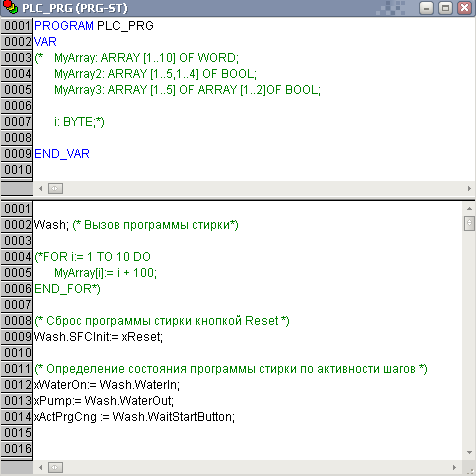 PLC_PRG (PRG-ST)
0001 PROGRAM PLC_PRG
0002 VAR
0003 (* MyArray: ARRAY [1..10] OF WORD;
0004 MyArray2: ARRAY [1..5,1..4] OF BOOL;
0005 MyArray3: ARRAY [1..5] OF ARRAY [1..2]OF BOOL;
0006
0007 i: BYTE;*)
0008
0009 END_VAR
0010
0001
0002 Wash; (* Вызов программы стирки*)
0003
0004 (*FOR i:= 1 TO 10 DO
0005 MyArray[i]:= i + 100;
0006 END_FOR*)
0007
0008 (* Сброс программы стирки кнопкой Reset *)
0009 Wash.SFCInit:= xReset;
0010
0011 (* Определение состояния программы стирки по активности шагов *)
0012 xWaterOn:= Wash.WaterIn;
0013 xPump:= Wash.WaterOut;
0014 xActPrgCng := Wash.WaitStartButton;
0015
0016